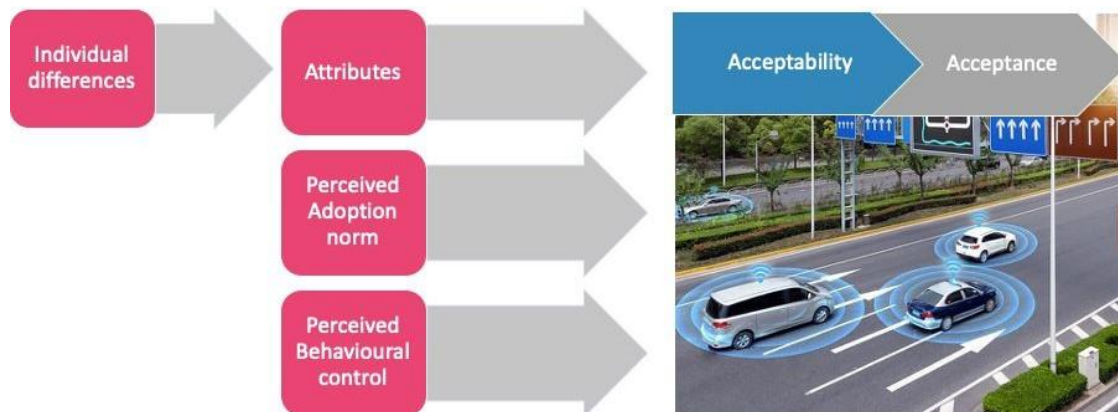 Individual
differences
Attributes
Perceived
Adoption
norm
Perceived
Behavioural
control
Acceptability
Acceptance